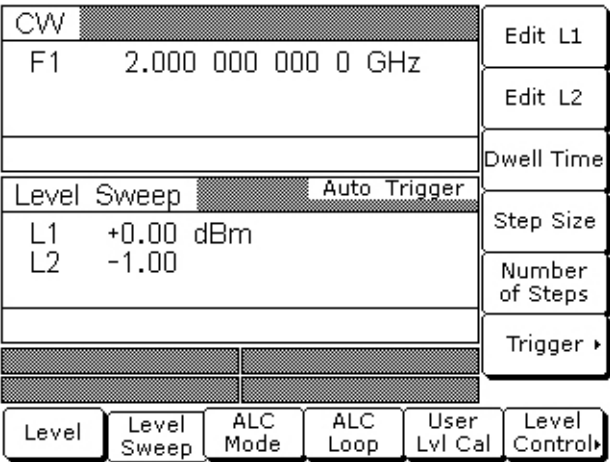 CW
F1 2.000 000 000 0 GHz
Level Sweep Auto Trigger
L1 +0.00 dBm
L2 -1.00
Edit L1
Edit L2
Dwell Time
Step Size
Number
of Steps
Trigger
Level
Level
Sweep
ALC
Mode
ALC
Loop
User
Lvl Cal
Level
Control